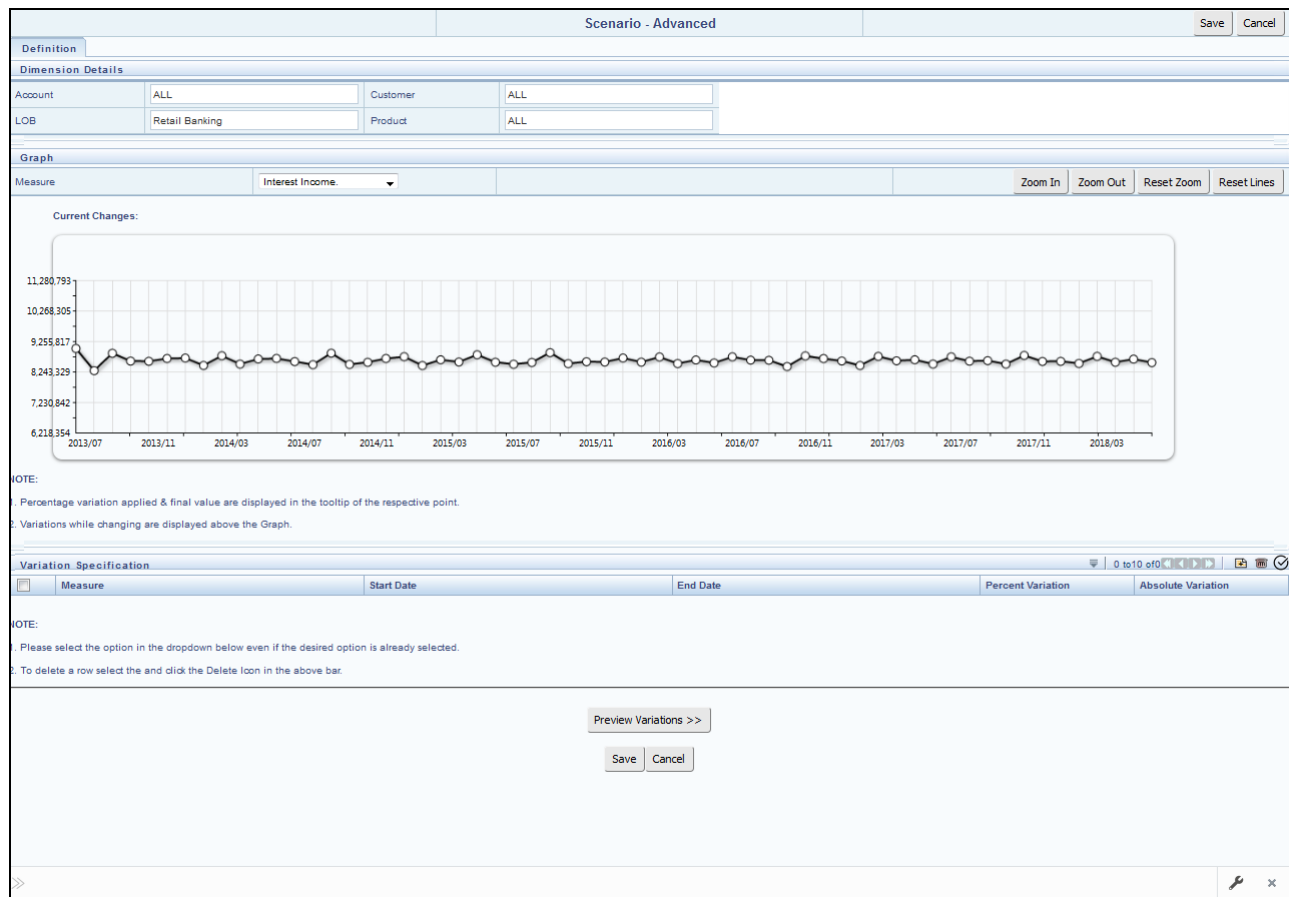 Scenario - Advanced
Save Cancel
Definition
Dimension Details
Account ALL Customer ALL
LOB Retail Banking Product ALL
Graph
Measure Interest Income. Zoom In Zoom Out Reset Zoom Reset Lines
Current Changes:
11,280,793
10,268,305
9,255,817
8,243,329
7,230,842
6,218,354
2013/07 2013/11 2014/03 2014/07 2014/11 2015/03 2015/07 2015/11 2016/03 2016/07 2016/11 2017/03 2017/07 2017/11 2018/03
NOTE:
1. Percentage variation applied & final value are displayed in the tooltip of the respective point.
2. Variations while changing are displayed above the Graph.
Variation Specification 0 to10 of0
Measure Start Date End Date Percent Variation Absolute Variation
NOTE:
1. Please select the option in the dropdown below even if the desired option is already selected.
2. To delete a row select the and click the Delete Icon in the above bar.
Preview Variations >>
Save Cancel